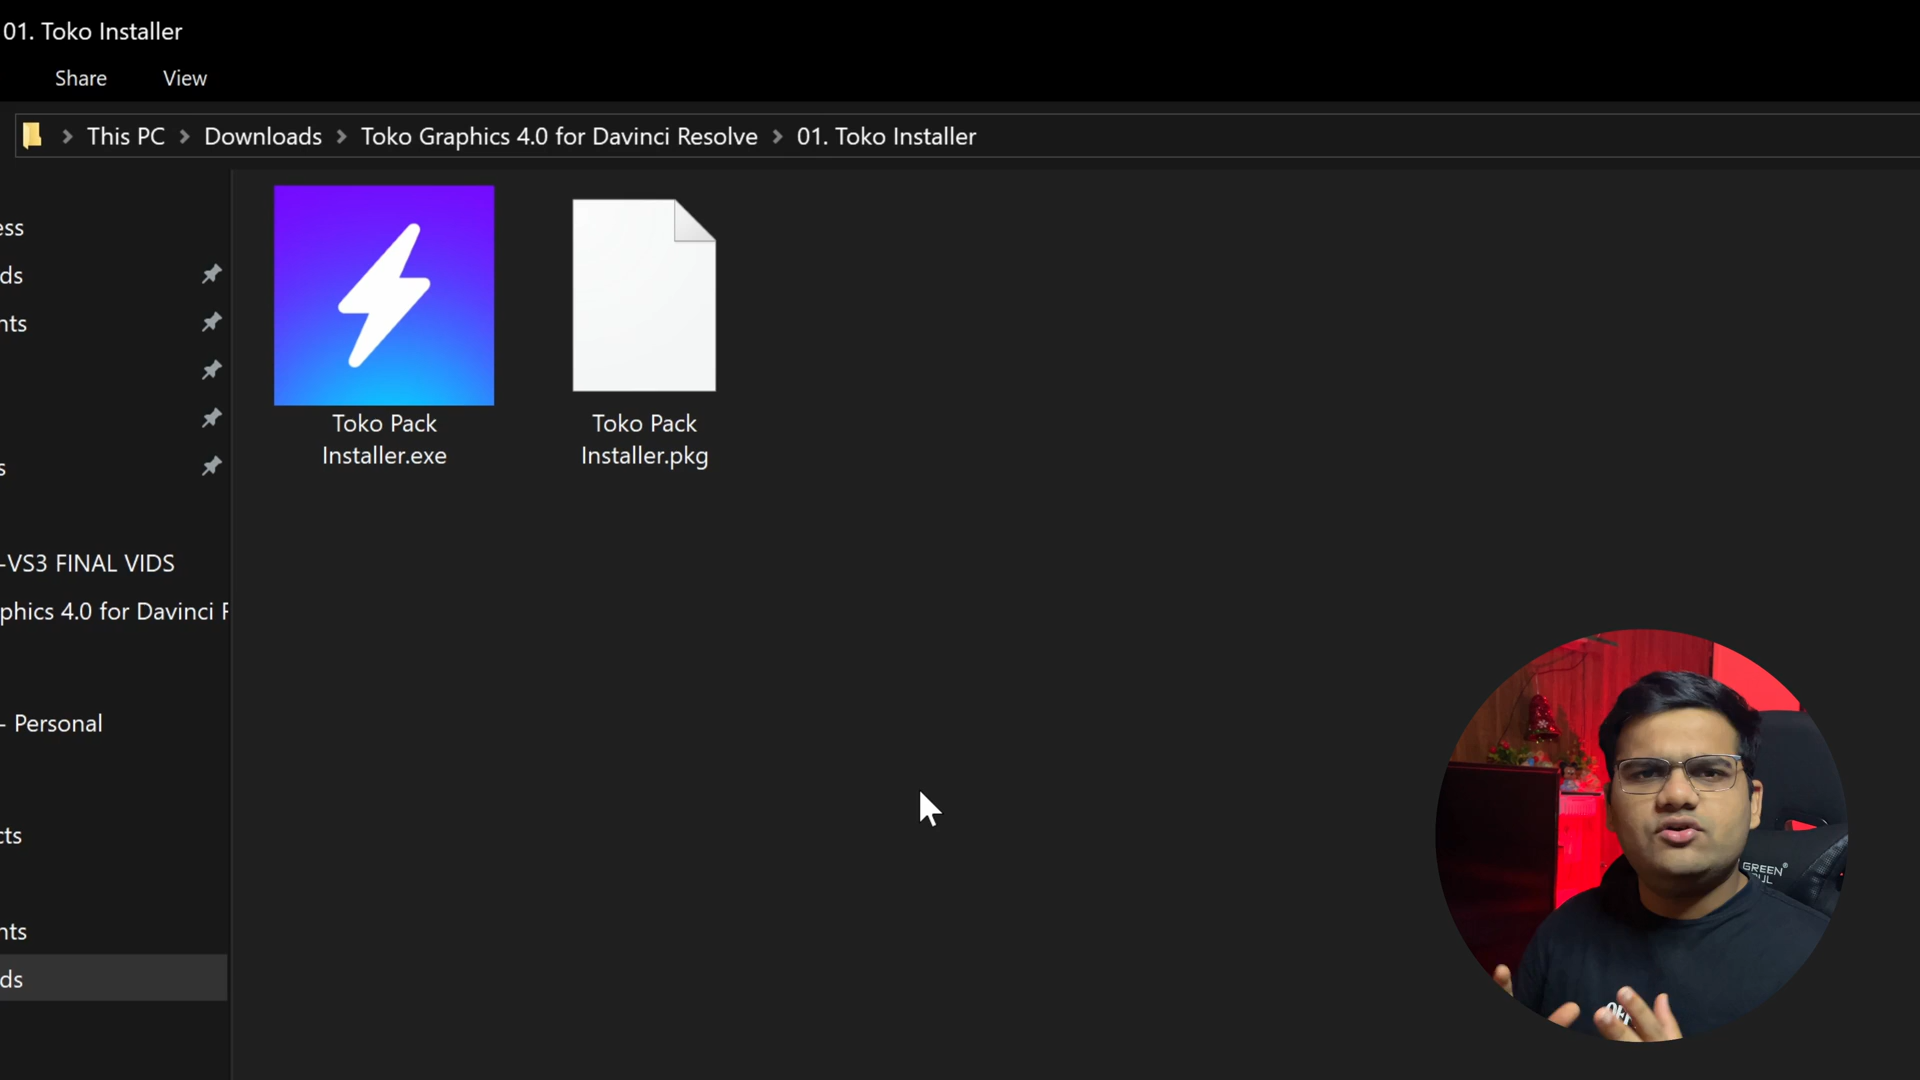 01. Toko Installer
Share View
This PC Downloads Toko Graphics 4.0 for Davinci Resolve 01. Toko Installer
ess
ds
nts
s
-VS3 FINAL VIDS
phics 4.0 for Davinci
- Personal
cts
nts
ds
Toko Pack
Installer.exe
Toko Pack
Installer.pkg
GREEN